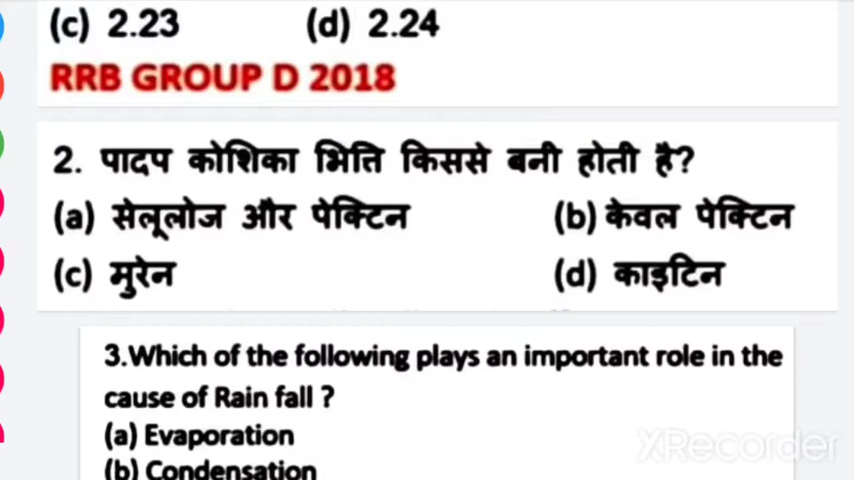 (c) 2.23 (d) 2.24
RRB GROUP D 2018
2. पादप कोशिका भित्ति किससे बनी होती है?
(a) सेलूलोज और पेक्टिन (b) केवल पेक्टिन
(c) मुरेन (d) काइटिन
3.Which of the following plays an important role in the
cause of Rain fall ?
(a) Evaporation
(b) Condensation
XRecorder